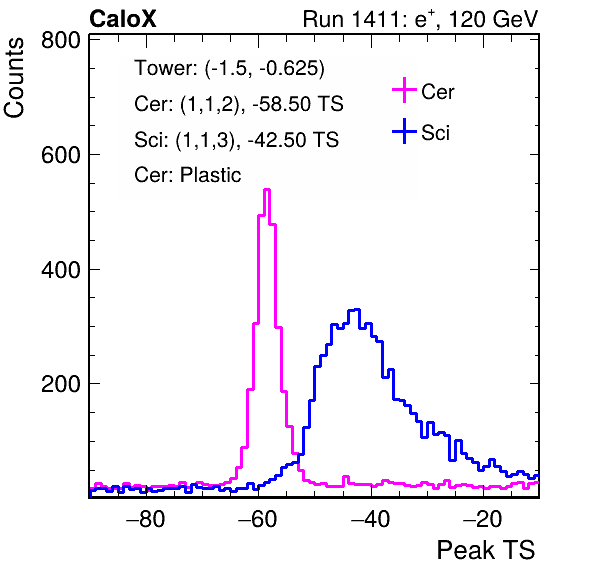 CaloX Run 1411: e⁺, 120 GeV
Tower: (-1.5, -0.625)
Cer: (1,1,2), -58.50 TS
Sci: (1,1,3), -42.50 TS
Cer: Plastic
Cer
Sci
Counts
800
600
400
200
−80 −60 −40 −20
Peak TS